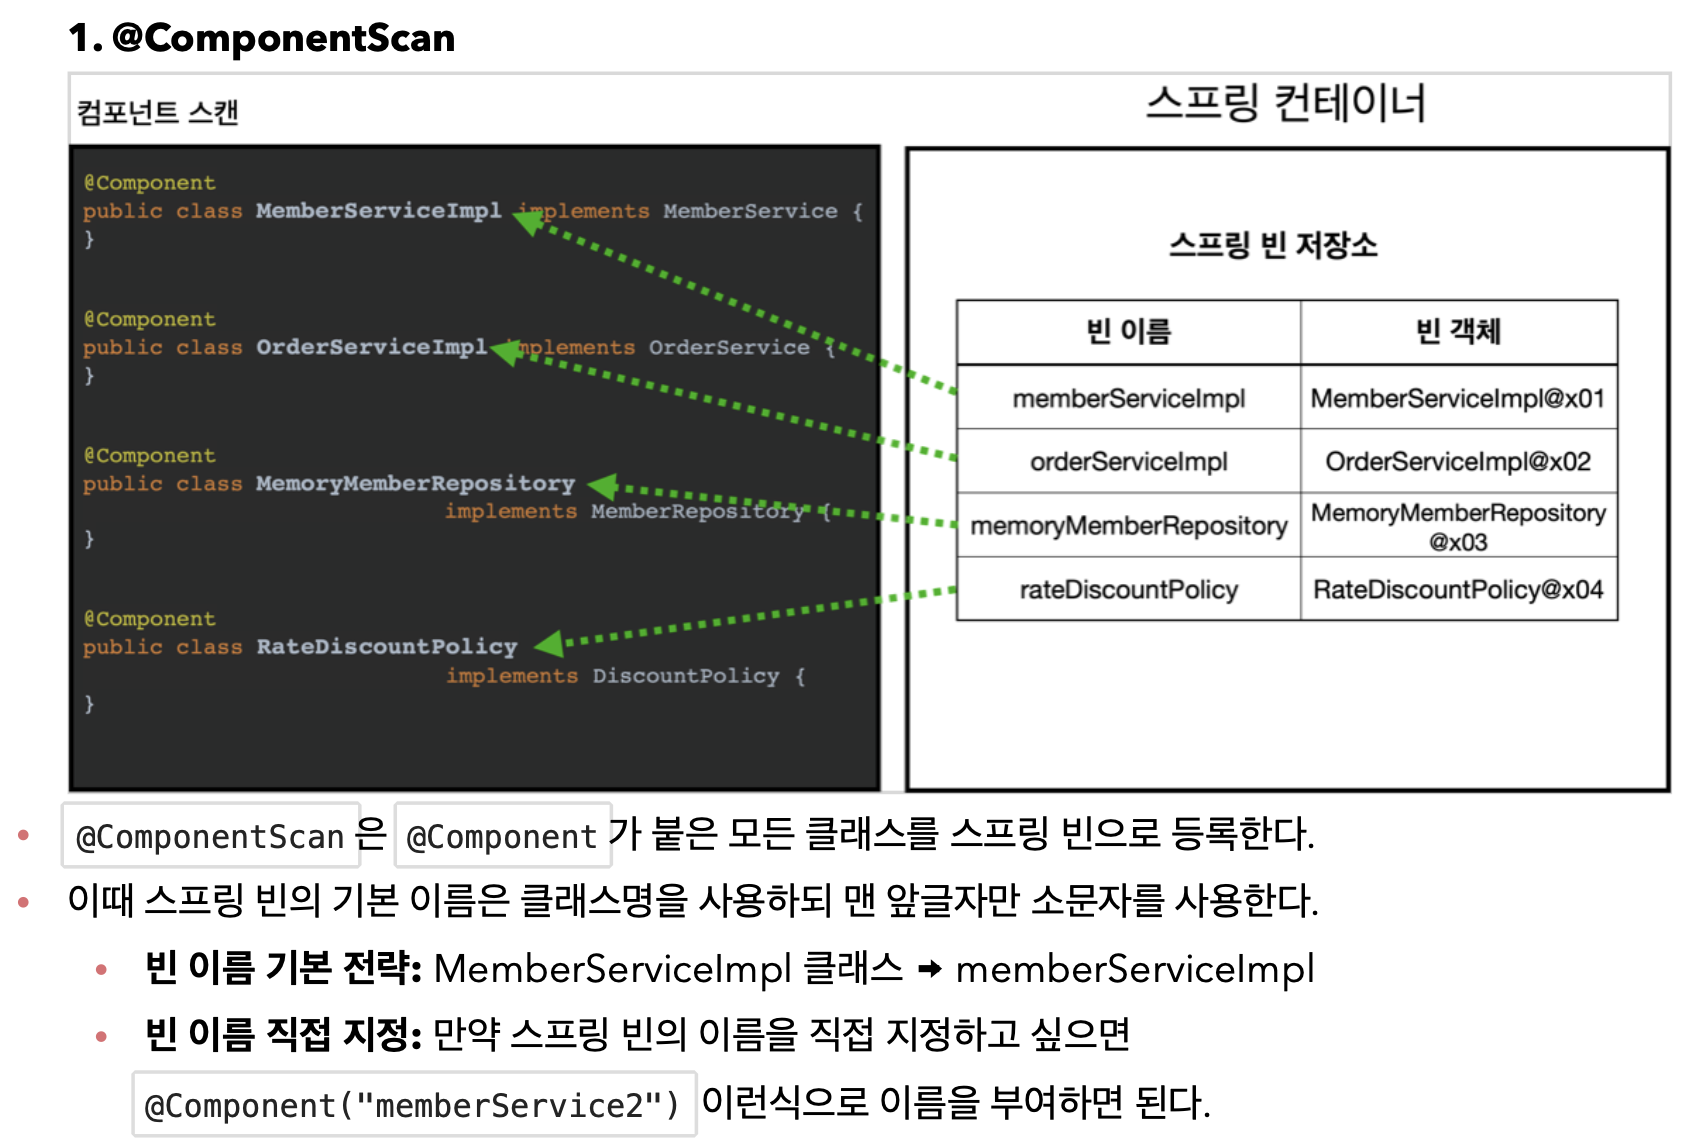 1. @ComponentScan
컴포넌트 스캔
@Component
public class MemberServiceImpl implements MemberService {
}
@Component
public class OrderServiceImpl implements OrderService {
}
@Component
public class MemoryMemberRepository
implements MemberRepository {
}
@Component
public class RateDiscountPolicy
implements DiscountPolicy {
}
스프링 컨테이너
스프링 빈 저장소
빈 이름 빈 객체
memberServiceImpl MemberServiceImpl@x01
orderServiceImpl OrderServiceImpl@x02
memoryMemberRepository MemoryMemberRepository
@x03
rateDiscountPolicy RateDiscountPolicy@x04
• @ComponentScan 은 @Component 가 붙은 모든 클래스를 스프링 빈으로 등록한다.
• 이때 스프링 빈의 기본 이름은 클래스명을 사용하되 맨 앞글자만 소문자를 사용한다.
• 빈 이름 기본 전략: MemberServiceImpl 클래스 ➡ memberServiceImpl
• 빈 이름 직접 지정: 만약 스프링 빈의 이름을 직접 지정하고 싶으면
@Component("memberService2") 이런식으로 이름을 부여하면 된다.